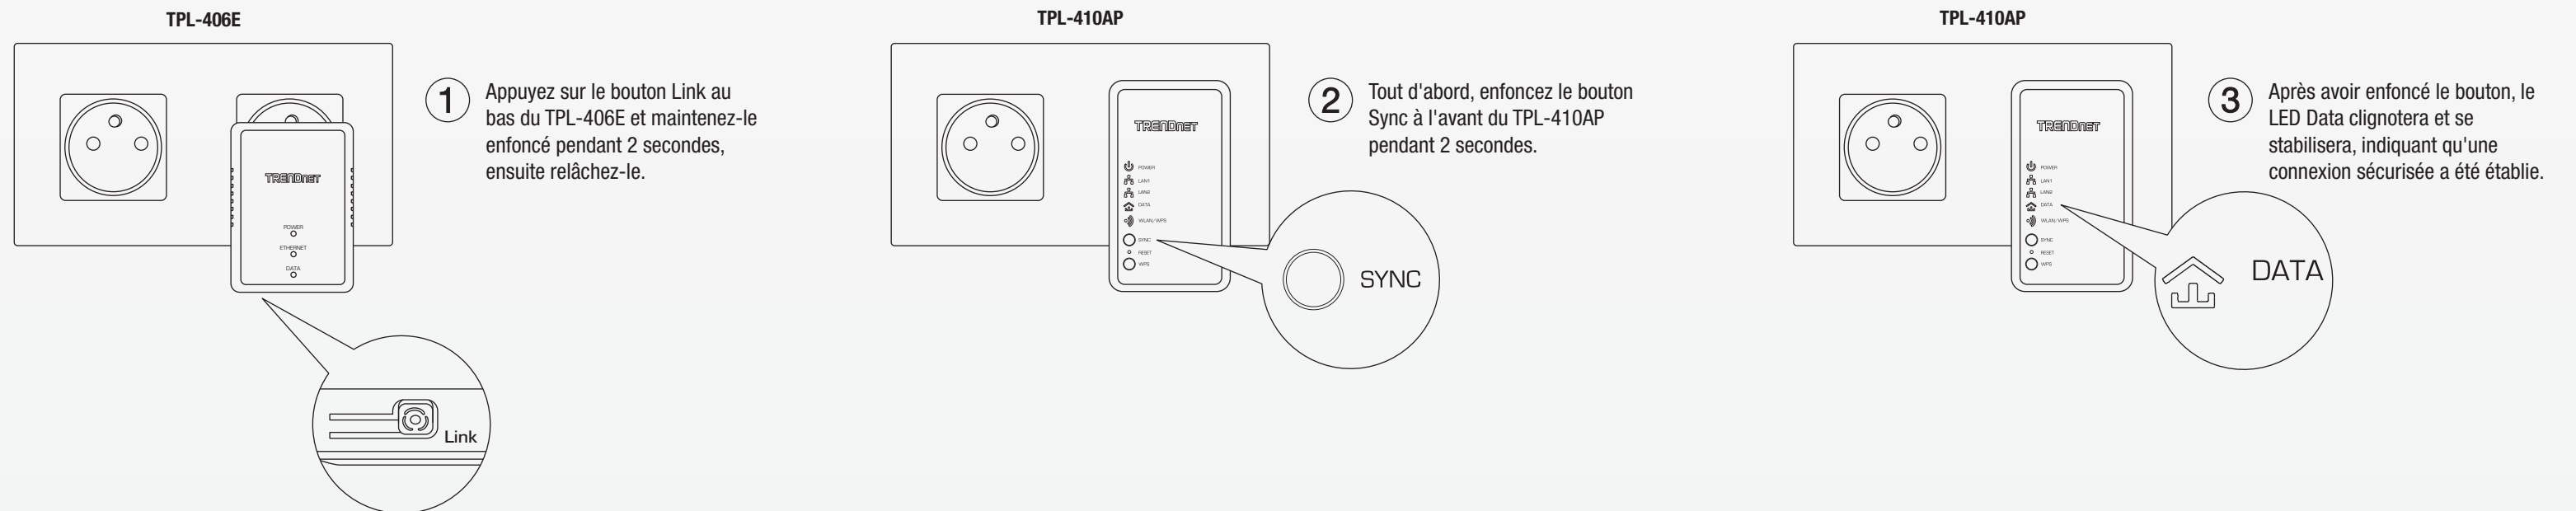 TPL-406E
TRENDNET
POWER
ETHERNET
DATA
Link
1
Appuyez sur le bouton Link au
bas du TPL-406E et maintenez-le
enfoncé pendant 2 secondes,
ensuite relâchez-le.
TPL-410AP
TRENDNET
POWER
LAN1
LAN2
DATA
WLAN/WPS
SYNC
RESET
WPS
SYNC
2
Tout d'abord, enfoncez le bouton
Sync à l'avant du TPL-410AP
pendant 2 secondes.
TPL-410AP
TRENDNET
POWER
LAN1
LAN2
DATA
WLAN/WPS
SYNC
RESET
WPS
DATA
3
Après avoir enfoncé le bouton, le
LED Data clignotera et se
stabilisera, indiquant qu'une
connexion sécurisée a été établie.